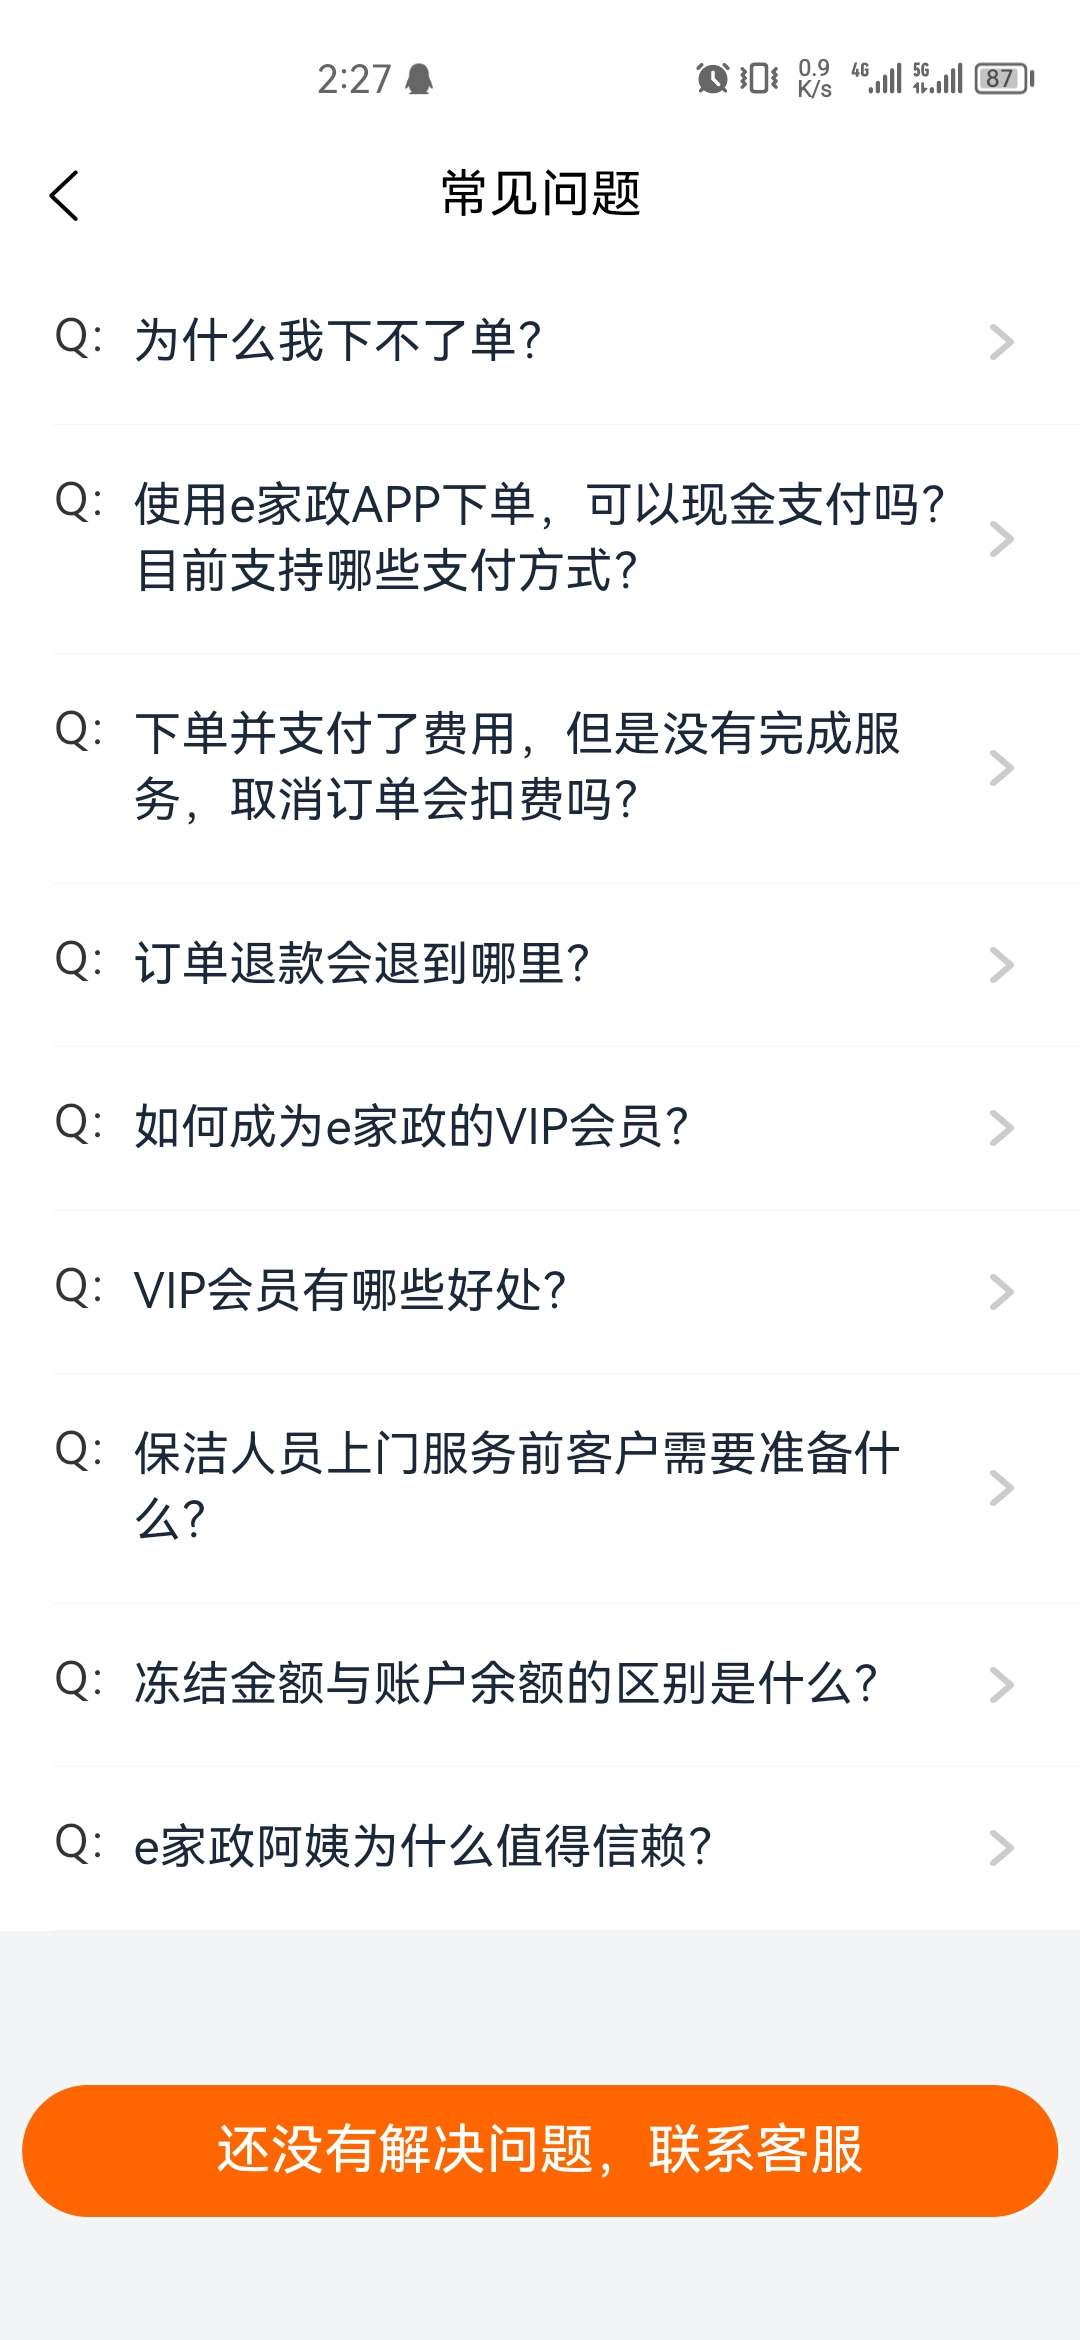 2:27
0.9
K/s
4G
5G
87
常见问题
Q: 为什么我下不了单?
Q: 使用e家政APP下单，可以现金支付吗?
目前支持哪些支付方式?
Q: 下单并支付了费用，但是没有完成服
务，取消订单会扣费吗?
Q: 订单退款会退到哪里?
Q: 如何成为e家政的VIP会员?
Q: VIP会员有哪些好处?
Q: 保洁人员上门服务前客户需要准备什
么?
Q: 冻结金额与账户余额的区别是什么?
Q: e家政阿姨为什么值得信赖?
还没有解决问题，联系客服